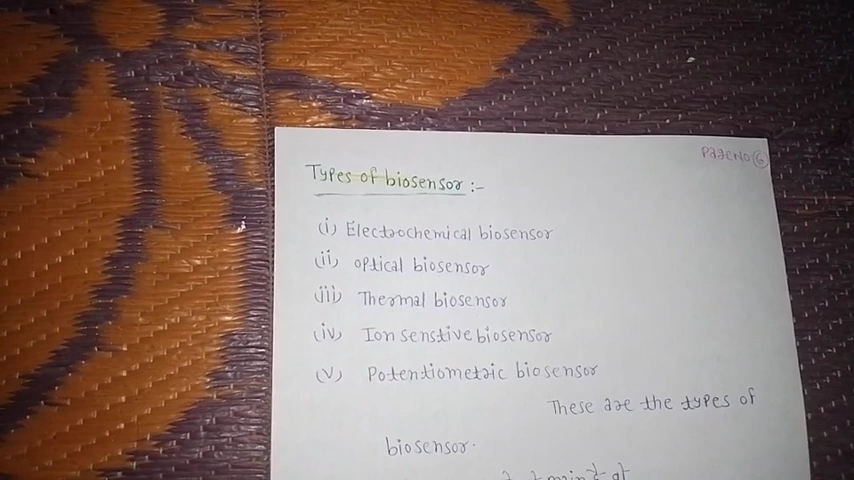 Page No 6
Types of biosensor :-
(i) Electrochemical biosensor
(ii) optical biosensor
(iii) Thermal biosensor
(iv) Ion senstive biosensor
(v) Potentiometric biosensor
These are the types of
biosensor.